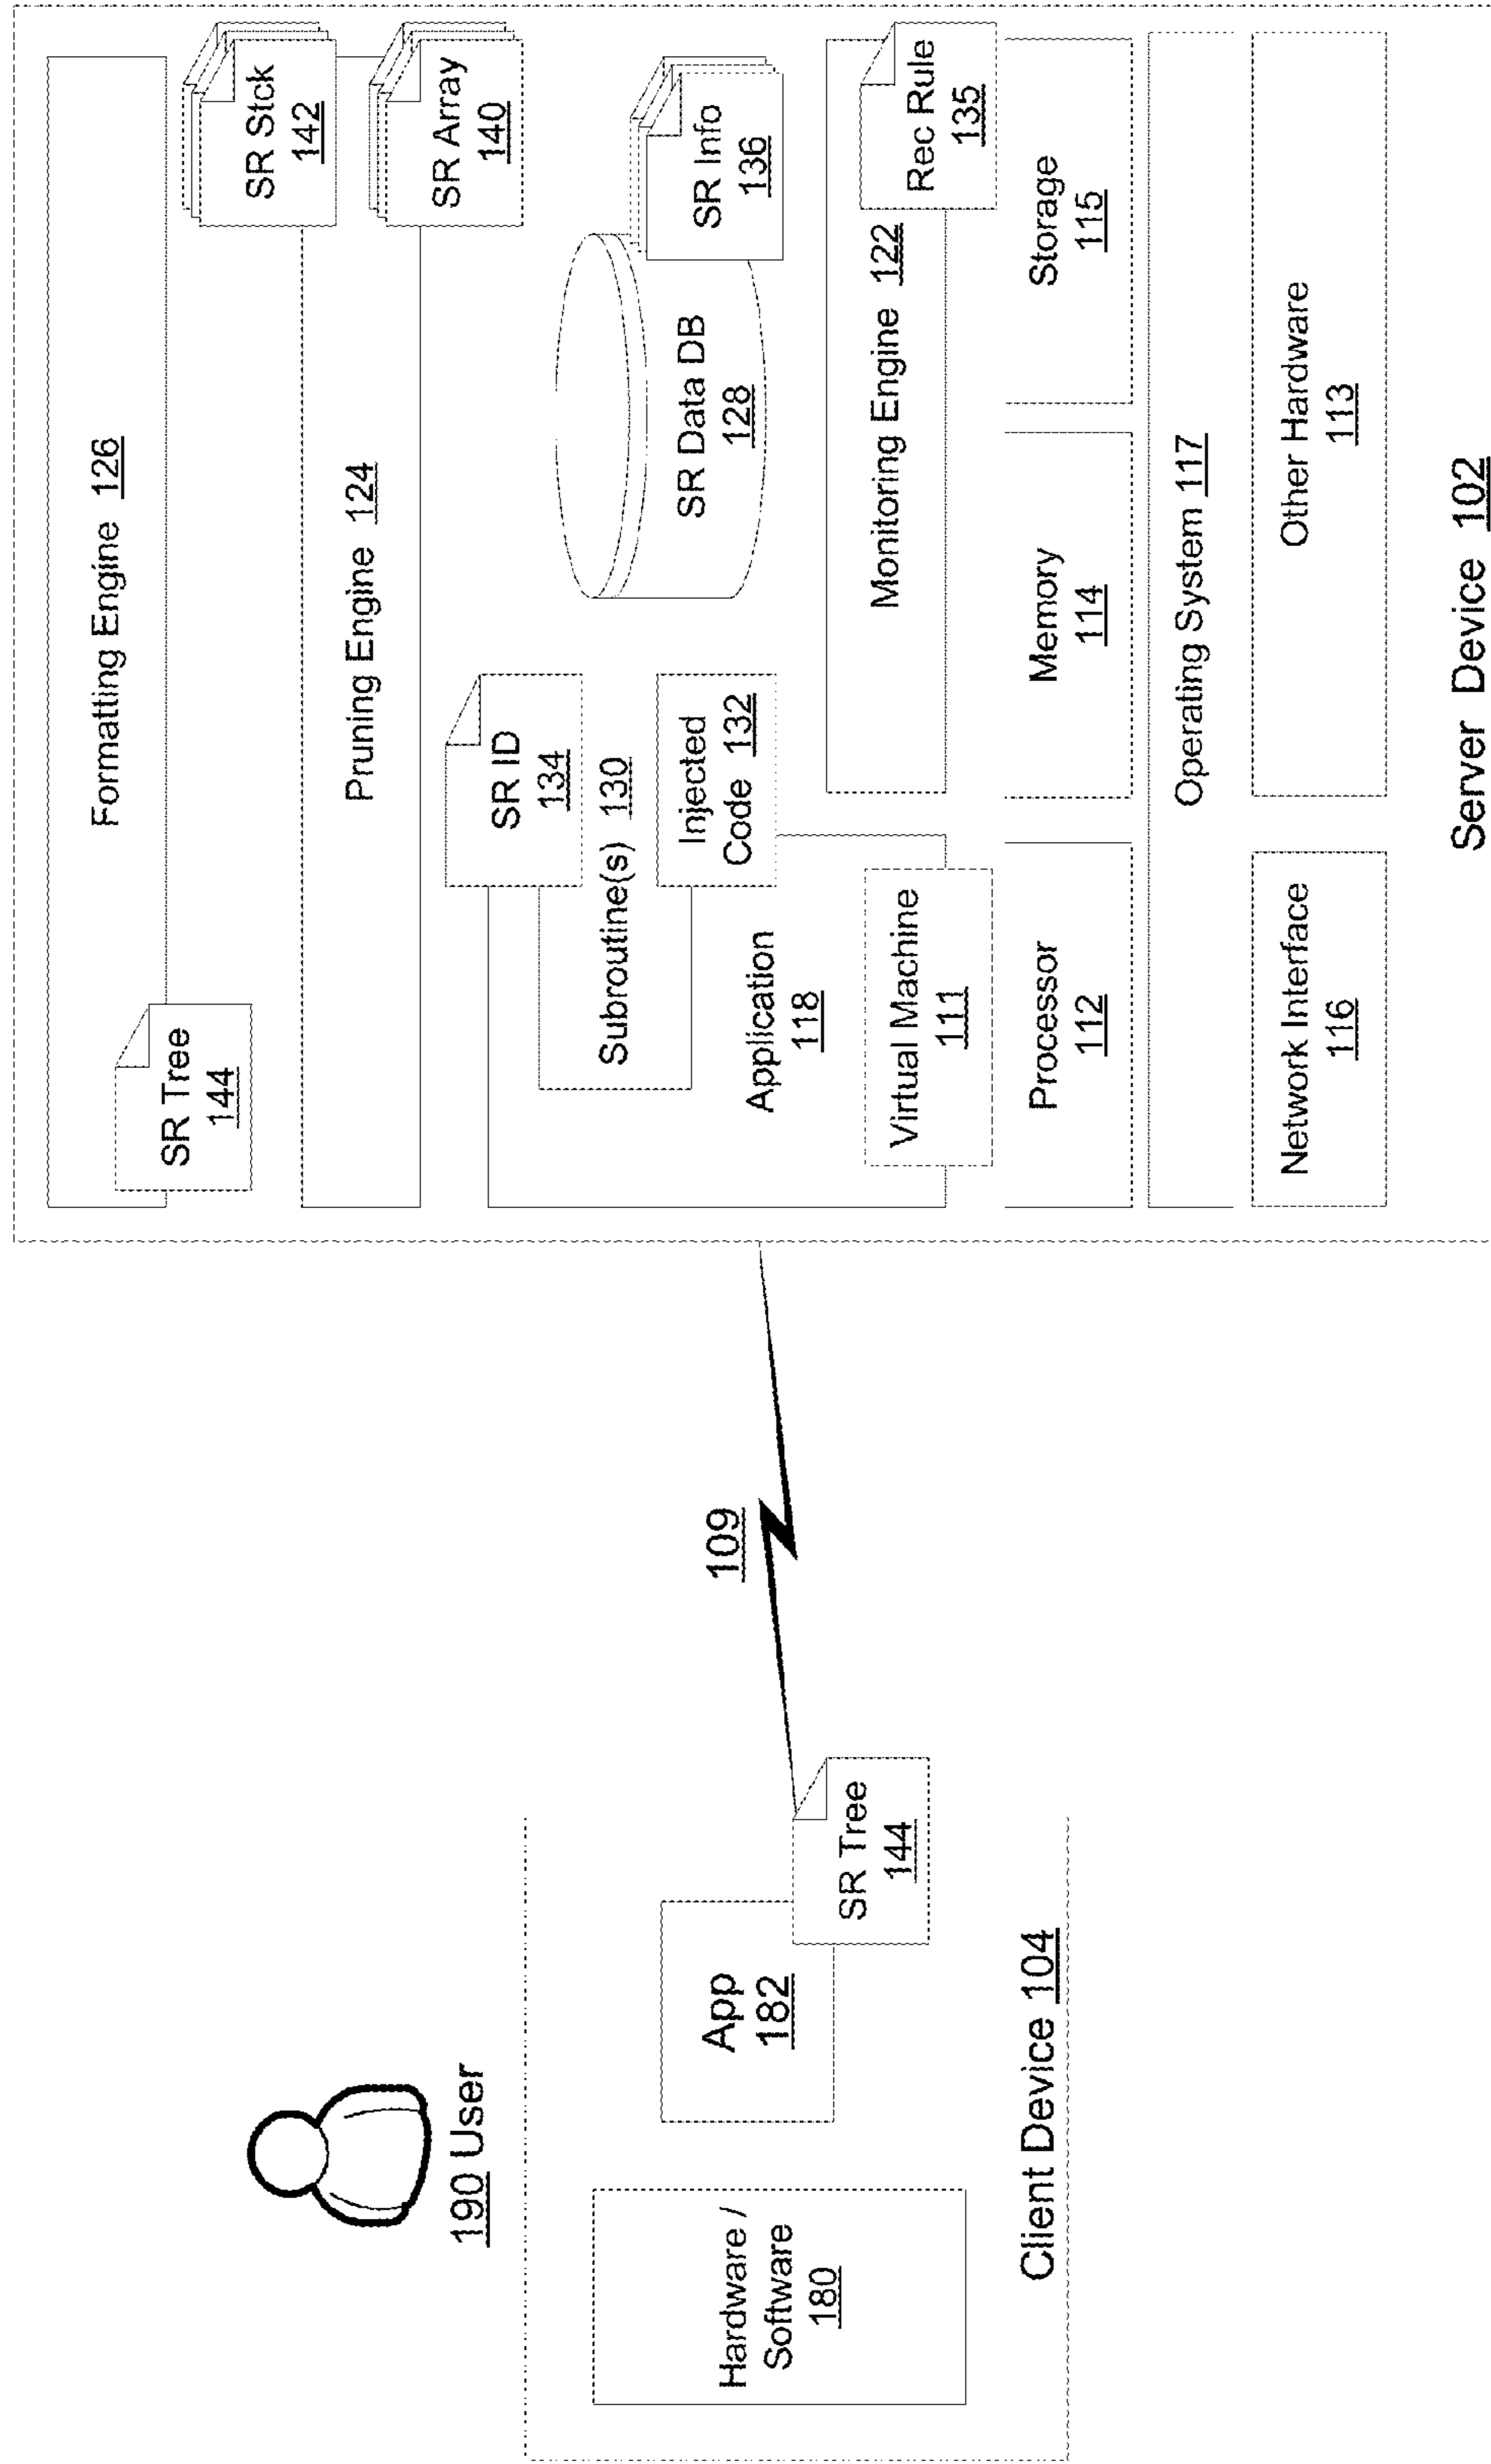 190 User
Hardware /
Software
180
App
182
SR Tree
144
Client Device 104
109
Formatting Engine 126
SR Tree
144
SR Stck
142
Pruning Engine 124
SR Array
140
SR ID
134
Subroutine(s) 130
Injected
Code 132
Application
118
Virtual Machine
111
SR Data DB
128
SR Info
136
Monitoring Engine 122
Rec Rule
135
Processor
112
Memory
114
Storage
115
Operating System 117
Network Interface
116
Other Hardware
113
Server Device 102